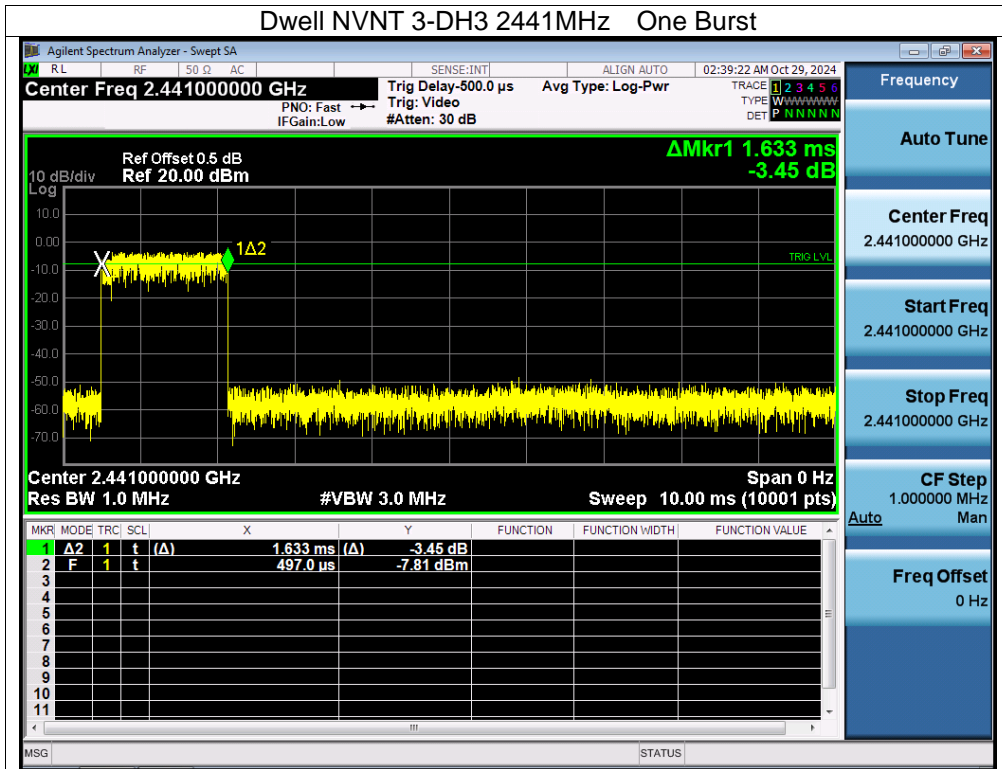 Dwell NVNT 3-DH3 2441MHz One Burst
Agilent Spectrum Analyzer - Swept SA
LXI RL RF 50 Ω AC SENSE:INT ALIGN AUTO 02:39:22 AM Oct 29, 2024
Center Freq 2.441000000 GHz
PNO: Fast
IFGain:Low
Trig Delay-500.0 µs
Trig: Video
#Atten: 30 dB
Avg Type: Log-Pwr
TRACE 1 2 3 4 5 6
TYPE WWWWWW
DET P N N N N N
ΔMkr1 1.633 ms
-3.45 dB
Ref Offset 0.5 dB
10 dB/div Ref 20.00 dBm
Log
10.0
0.00
-10.0
-20.0
-30.0
-40.0
-50.0
-60.0
-70.0
1Δ2
TRIG LVL
Center 2.441000000 GHz Span 0 Hz
Res BW 1.0 MHz #VBW 3.0 MHz Sweep 10.00 ms (10001 pts)
MKR MODE TRC SCL X Y FUNCTION FUNCTION WIDTH FUNCTION VALUE
1 Δ2 1 t (Δ) 1.633 ms (Δ) -3.45 dB
2 F 1 t 497.0 µs -7.81 dBm
3
4
5
6
7
8
9
10
11
MSG STATUS
Frequency
Auto Tune
Center Freq
2.441000000 GHz
Start Freq
2.441000000 GHz
Stop Freq
2.441000000 GHz
CF Step
1.000000 MHz
Auto Man
Freq Offset
0 Hz